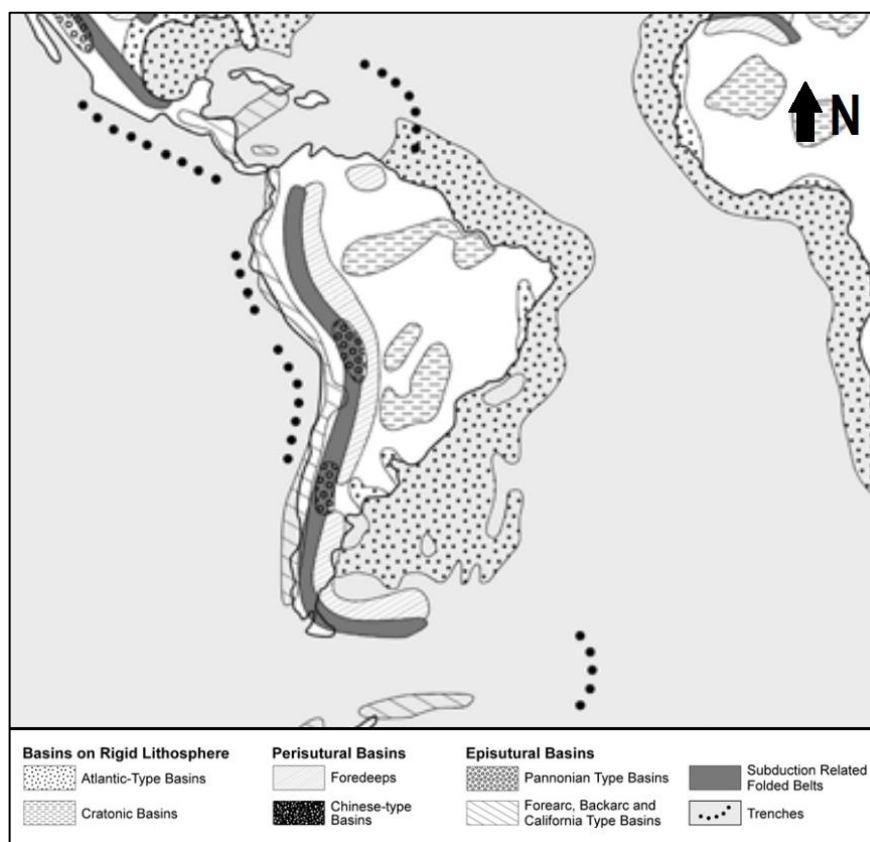 N
Basins on Rigid Lithosphere
Atlantic-Type Basins
Cratonic Basins
Perisutural Basins
Foredeeps
Chinese-type
Basins
Episutural Basins
Pannonian Type Basins
Forearc, Backarc and
California Type Basins
Subduction Related
Folded Belts
Trenches